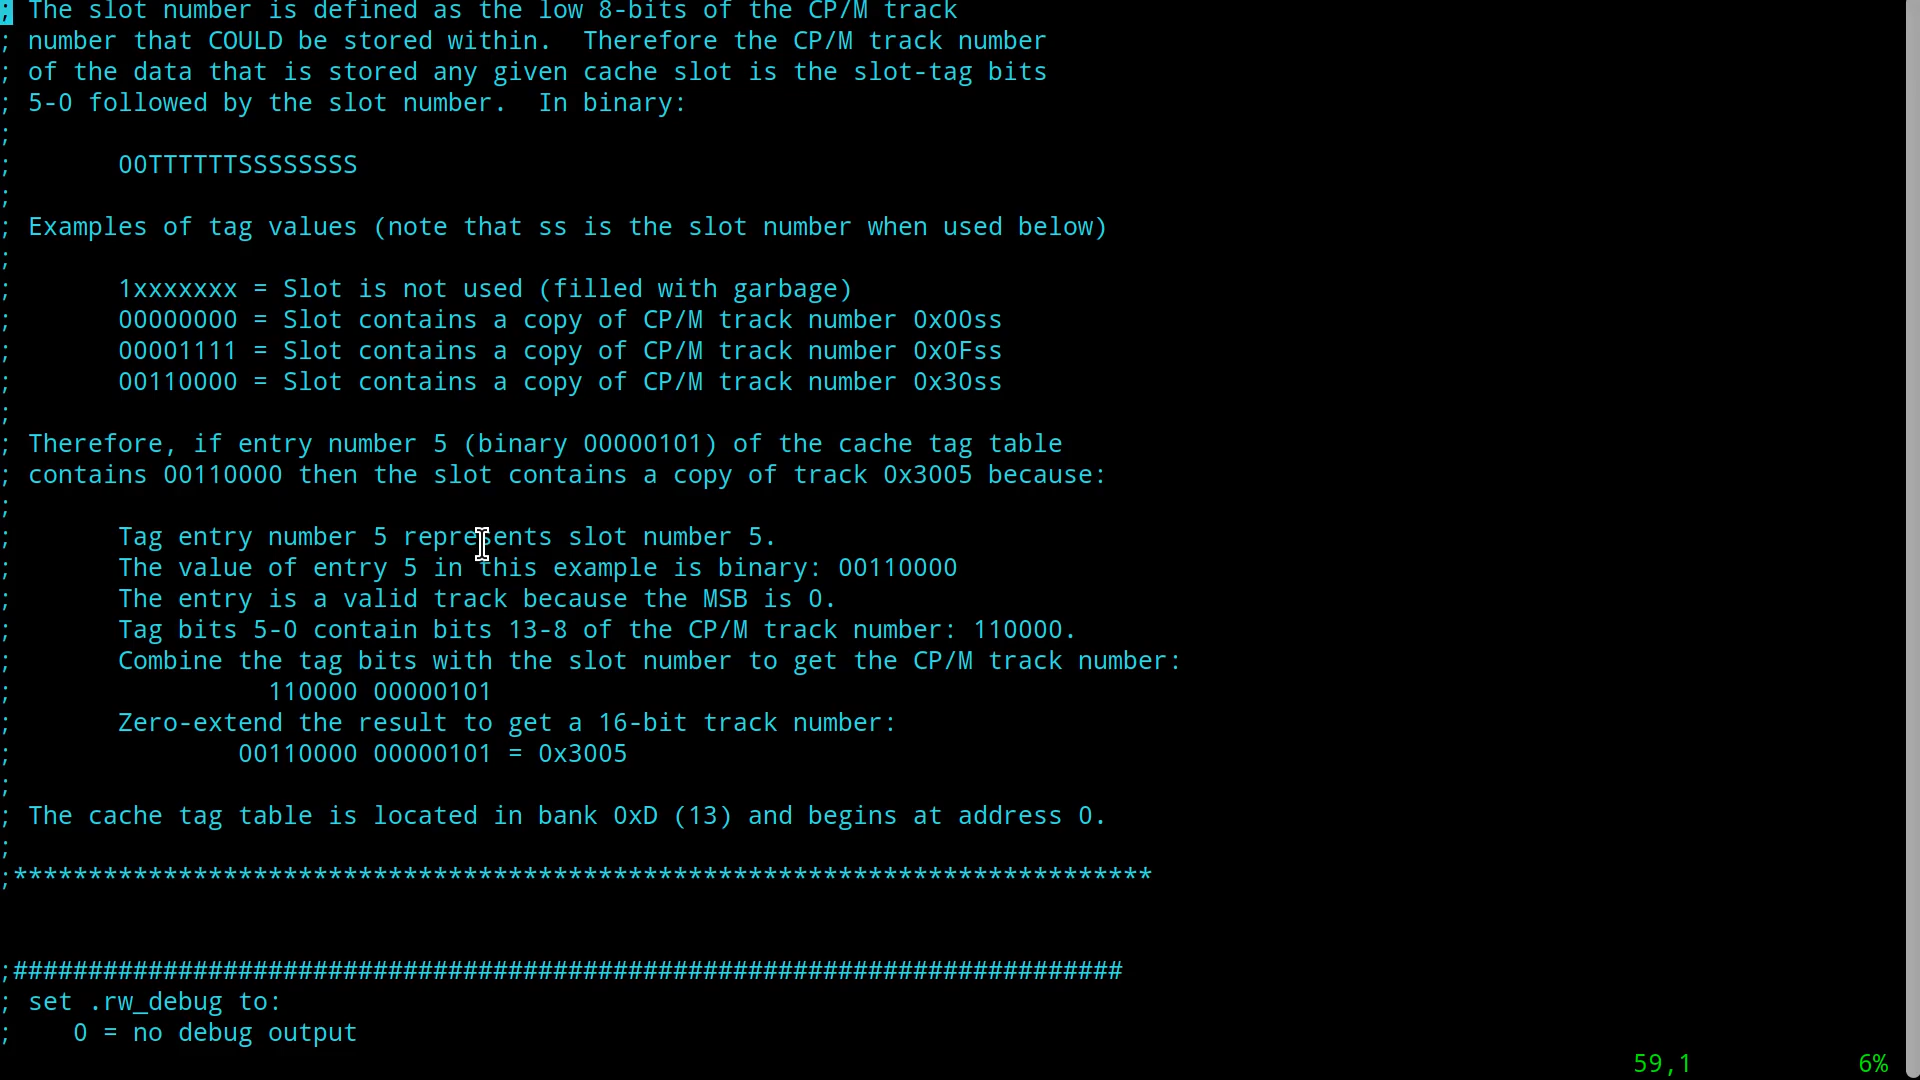 ; The slot number is defined as the low 8-bits of the CP/M track
; number that COULD be stored within.  Therefore the CP/M track number
; of the data that is stored any given cache slot is the slot-tag bits
; 5-0 followed by the slot number.  In binary:
;
;       00TTTTTTSSSSSSSS
;
; Examples of tag values (note that ss is the slot number when used below)
;
;       1xxxxxxx = Slot is not used (filled with garbage)
;       00000000 = Slot contains a copy of CP/M track number 0x00ss
;       00001111 = Slot contains a copy of CP/M track number 0x0Fss
;       00110000 = Slot contains a copy of CP/M track number 0x30ss
;
; Therefore, if entry number 5 (binary 00000101) of the cache tag table
; contains 00110000 then the slot contains a copy of track 0x3005 because:
;
;       Tag entry number 5 represents slot number 5.
;       The value of entry 5 in this example is binary: 00110000
;       The entry is a valid track because the MSB is 0.
;       Tag bits 5-0 contain bits 13-8 of the CP/M track number: 110000.
;       Combine the tag bits with the slot number to get the CP/M track number:
;                 110000 00000101
;       Zero-extend the result to get a 16-bit track number:
;               00110000 00000101 = 0x3005
;
; The cache tag table is located in bank 0xD (13) and begins at address 0.
;
;****************************************************************************
;##########################################################################
; set .rw_debug to:
;    0 = no debug output
59,1          6%